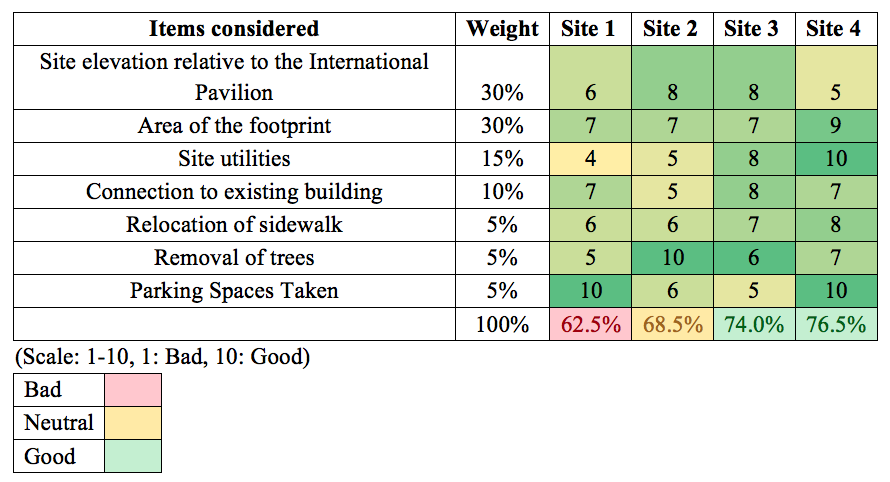 Items considered Weight Site 1 Site 2 Site 3 Site 4
Site elevation relative to the International
Pavilion 30% 6 8 8 5
Area of the footprint 30% 7 7 7 9
Site utilities 15% 4 5 8 10
Connection to existing building 10% 7 5 8 7
Relocation of sidewalk 5% 6 6 7 8
Removal of trees 5% 5 10 6 7
Parking Spaces Taken 5% 10 6 5 10
100% 62.5% 68.5% 74.0% 76.5%
(Scale: 1-10, 1: Bad, 10: Good)
Bad
Neutral
Good